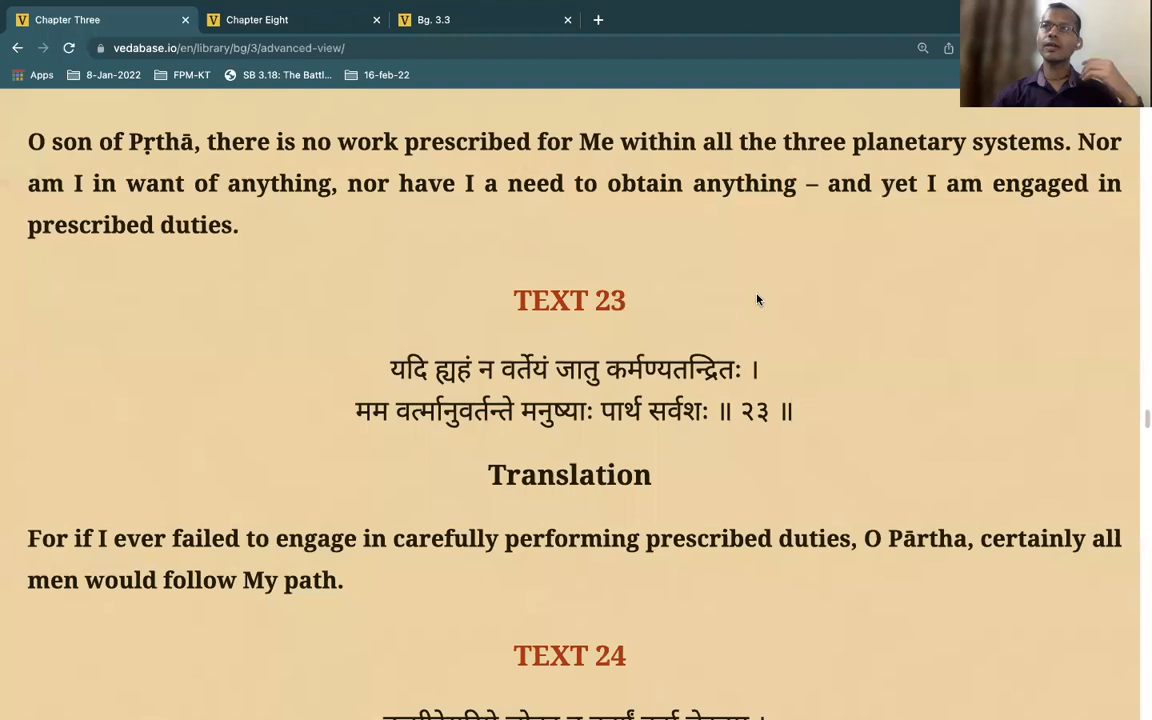 Chapter Three
Chapter Eight
Bg. 3.3
vedabase.io/en/library/bg/3/advanced-view/
Apps 8-Jan-2022 FPM-KT SB 3.18: The Battl... 16-feb-22
O son of Pṛthā, there is no work prescribed for Me within all the three planetary systems. Nor
am I in want of anything, nor have I a need to obtain anything – and yet I am engaged in
prescribed duties.
TEXT 23
यदि ह्यहं न वर्तेयं जातु कर्मण्यतन्द्रितः ।
मम वर्त्मानुवर्तन्ते मनुष्याः पार्थ सर्वशः ॥ २३ ॥
Translation
For if I ever failed to engage in carefully performing prescribed duties, O Pārtha, certainly all
men would follow My path.
TEXT 24